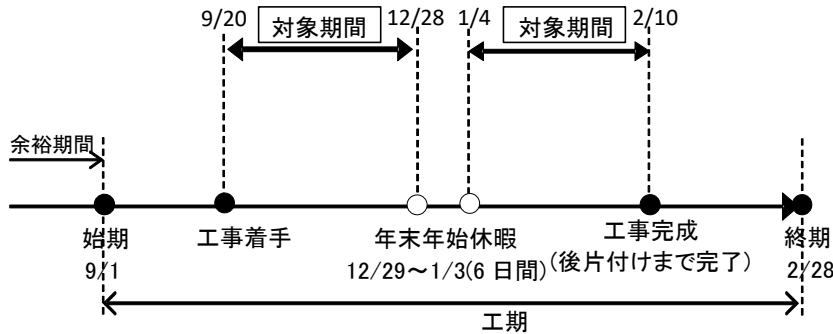 9/20 対象期間 12/28 1/4 対象期間 2/10
余裕期間
始期 工事着手 年末年始休暇 工事完成 終期
9/1 12/29～1/3(6日間) (後片付けまで完了) 2/28
工期